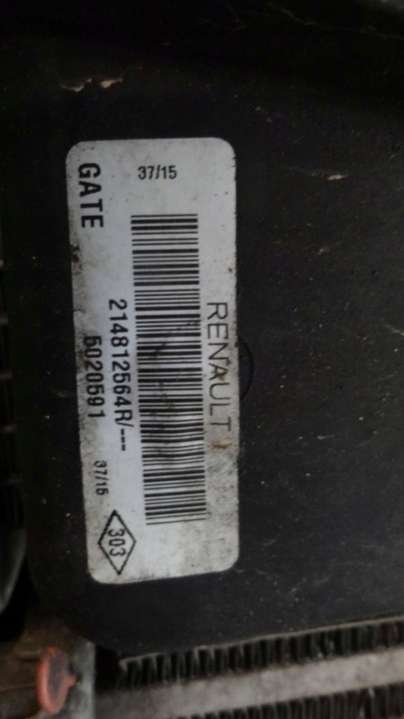 RENAULT
37/15
214812564R/---
GATE
5020591
37/15
303